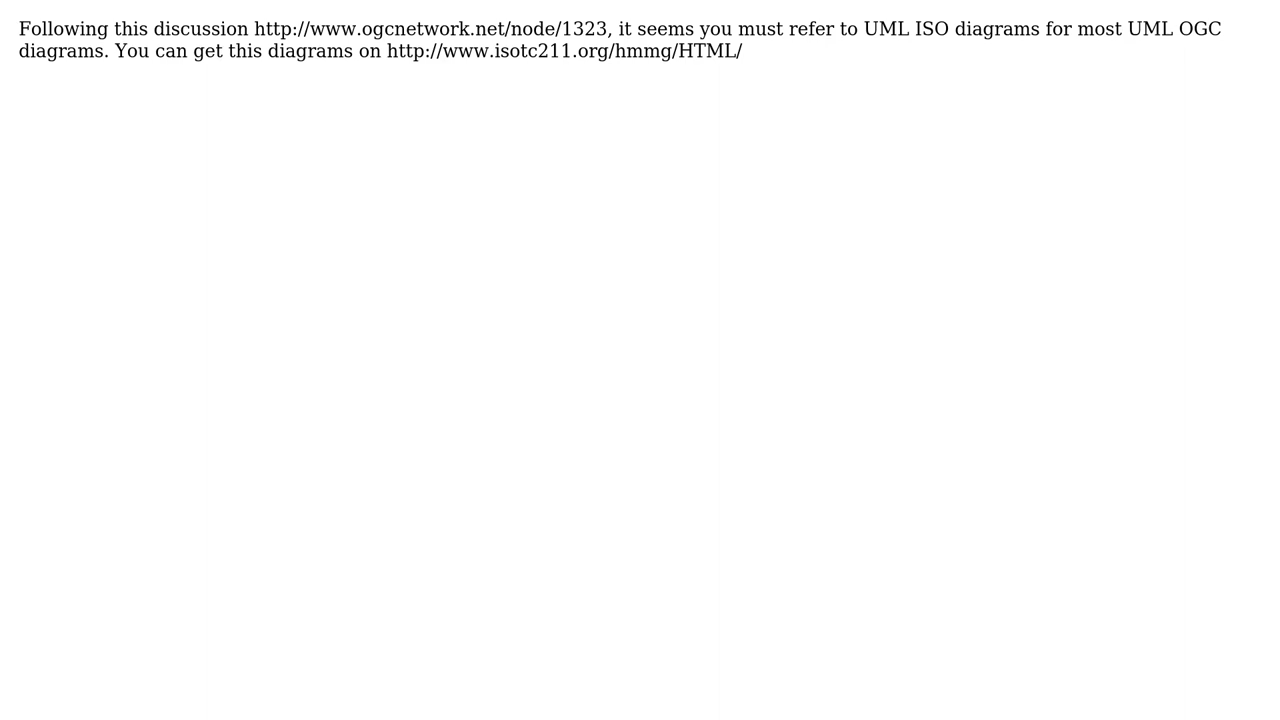 Following this discussion http://www.ogcnetwork.net/node/1323, it seems you must refer to UML ISO diagrams for most UML OGC
diagrams. You can get this diagrams on http://www.isotc211.org/hmmg/HTML/